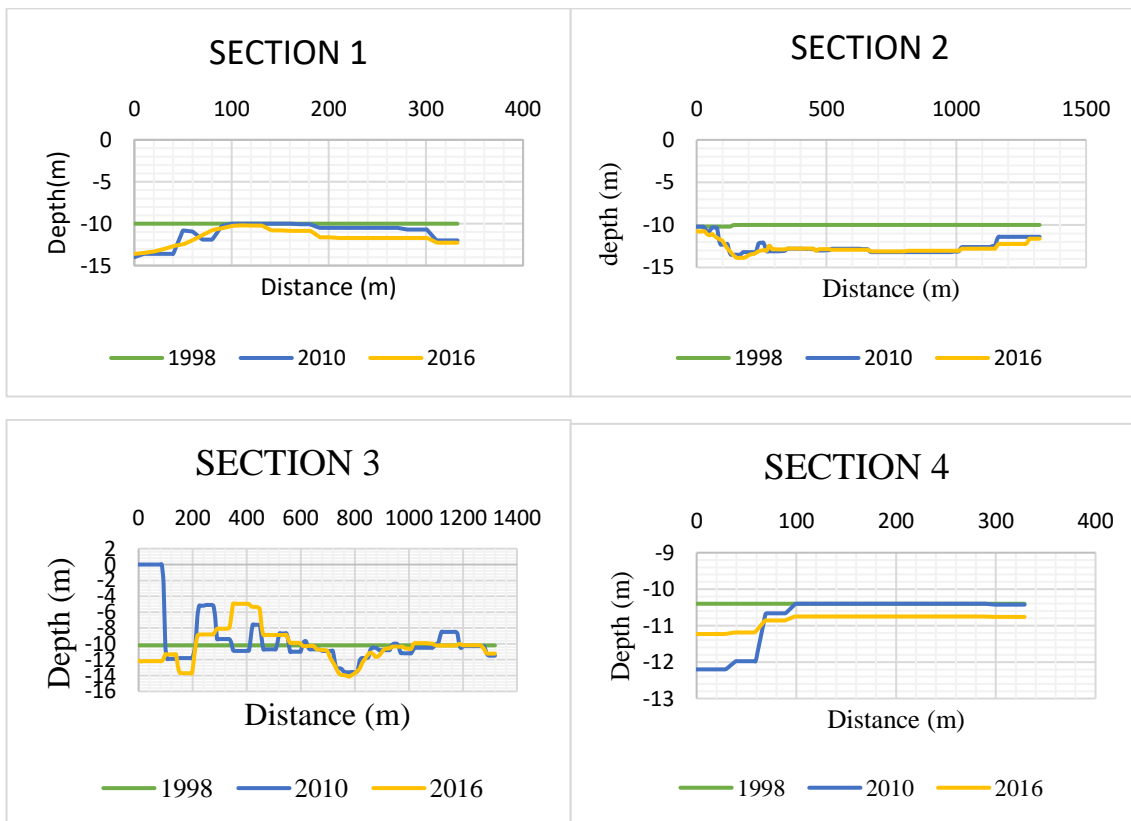 SECTION 1
0 100 200 300 400
0
-5
-10
-15
Depth(m)
Distance (m)
1998 2010 2016
SECTION 2
0 500 1000 1500
0
-5
-10
-15
depth (m)
Distance (m)
1998 2010 2016
SECTION 3
0 200 400 600 800 1000 1200 1400
2
0
-2
-4
-6
-8
-10
-12
-14
-16
Depth (m)
Distance (m)
1998 2010 2016
SECTION 4
0 100 200 300 400
-9
-10
-11
-12
-13
Depth (m)
Distance (m)
1998 2010 2016